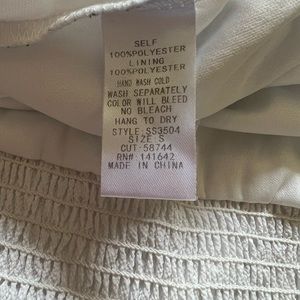 SELF
100%POLYESTER
LINING
100%POLYESTER
HAND WASH COLD
WASH SEPARATELY
COLOR WILL BLEED
NO BLEACH
HANG TO DRY
STYLE:SS3504
SIZE S
CUT-58744
RN# 141642
MADE IN CHINA